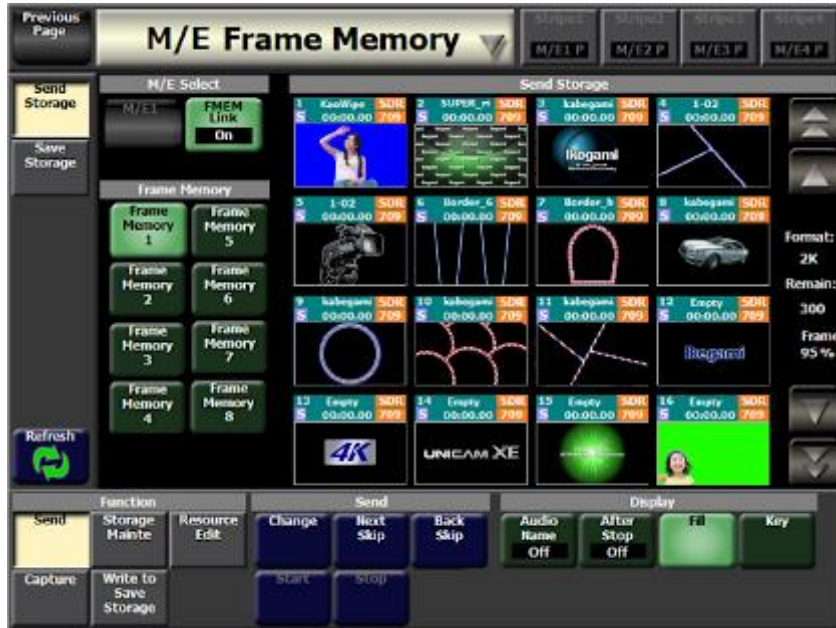 Previous
Page
M/E Frame Memory
Stripe1
M/E1 P
Stripe2
M/E2 P
Stripe3
M/E3 P
Stripe4
M/E4 P
Send
Storage
Save
Storage
Refresh
M/E Select
M/E1
FMEM
Link
On
Frame Memory
Frame
Memory
1
Frame
Memory
5
Frame
Memory
2
Frame
Memory
6
Frame
Memory
3
Frame
Memory
7
Frame
Memory
4
Frame
Memory
8
Send Storage
1 KaoWipe SDR
S 00:00.00 709
2 SUPER_m SDR
S 00:00.00 709
3 kabegami SDR
S 00:00.00 709
Ikegami
4 1-03 SDR
S 00:00.00 709
5 1-02 SDR
S 00:00.00 709
6 Border_6 SDR
S 00:00.00 709
7 Border_h SDR
S 00:00.00 709
8 kabegami SDR
S 00:00.00 709
9 kabegami SDR
S 00:00.00 709
10 kabegami SDR
S 00:00.00 709
11 kabegami SDR
S 00:00.00 709
12 Empty SDR
S 00:00.00 709
Ikegami
13 Empty SDR
S 00:00.00 709
4K
14 Empty SDR
S 00:00.00 709
UNICAM XE
15 Empty SDR
S 00:00.00 709
16 Empty SDR
S 00:00.00 709
Format:
2K
Remain:
300
Frame
95 %
Function
Send
Storage
Mainte
Resource
Edit
Capture
Write to
Save
Storage
Send
Change
Next
Skip
Back
Skip
Start
Stop
Display
Audio
Name
Off
After
Stop
Off
Fill
Key